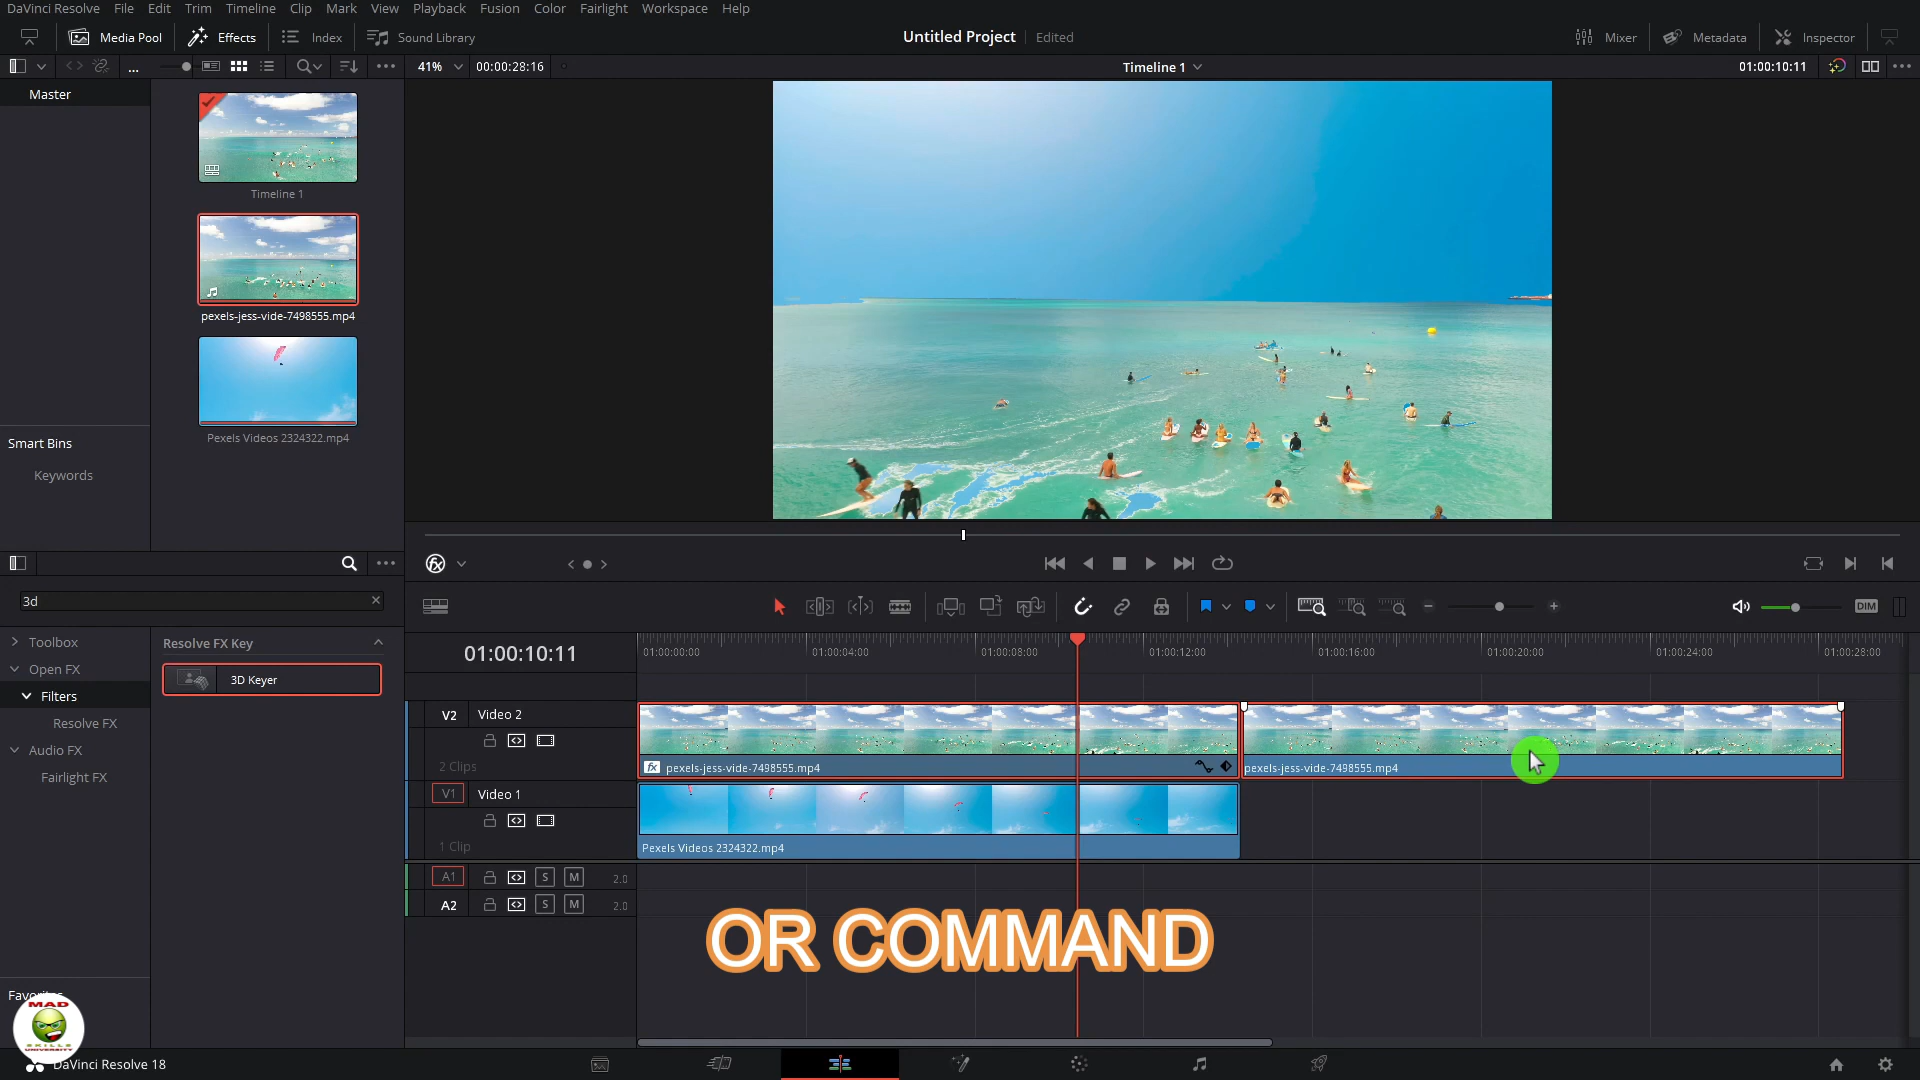 DaVinci Resolve File Edit Trim Timeline Clip Mark View Playback Fusion Color Fairlight Workspace Help
Media Pool Effects Index Sound Library Untitled Project Edited Mixer Metadata Inspector
... 41% 00:00:28:16 Timeline 1 01:00:10:11
Master
Timeline 1
pexels-jess-vide-7498555.mp4
Pexels Videos 2324322.mp4
Smart Bins
Keywords
3d
Toolbox
Open FX
Filters
Resolve FX
Audio FX
Fairlight FX
Favorites
Resolve FX Key
3D Keyer
DIM
01:00:10:11
01:00:00:00 01:00:04:00 01:00:08:00 01:00:12:00 01:00:16:00 01:00:20:00 01:00:24:00 01:00:28:00
V2 Video 2
2 Clips
fx pexels-jess-vide-7498555.mp4 pexels-jess-vide-7498555.mp4
V1 Video 1
1 Clip
Pexels Videos 2324322.mp4
A1 S M 2.0
A2 S M 2.0
OR COMMAND
MAD
SKILLS
UNIVERSITY
DaVinci Resolve 18